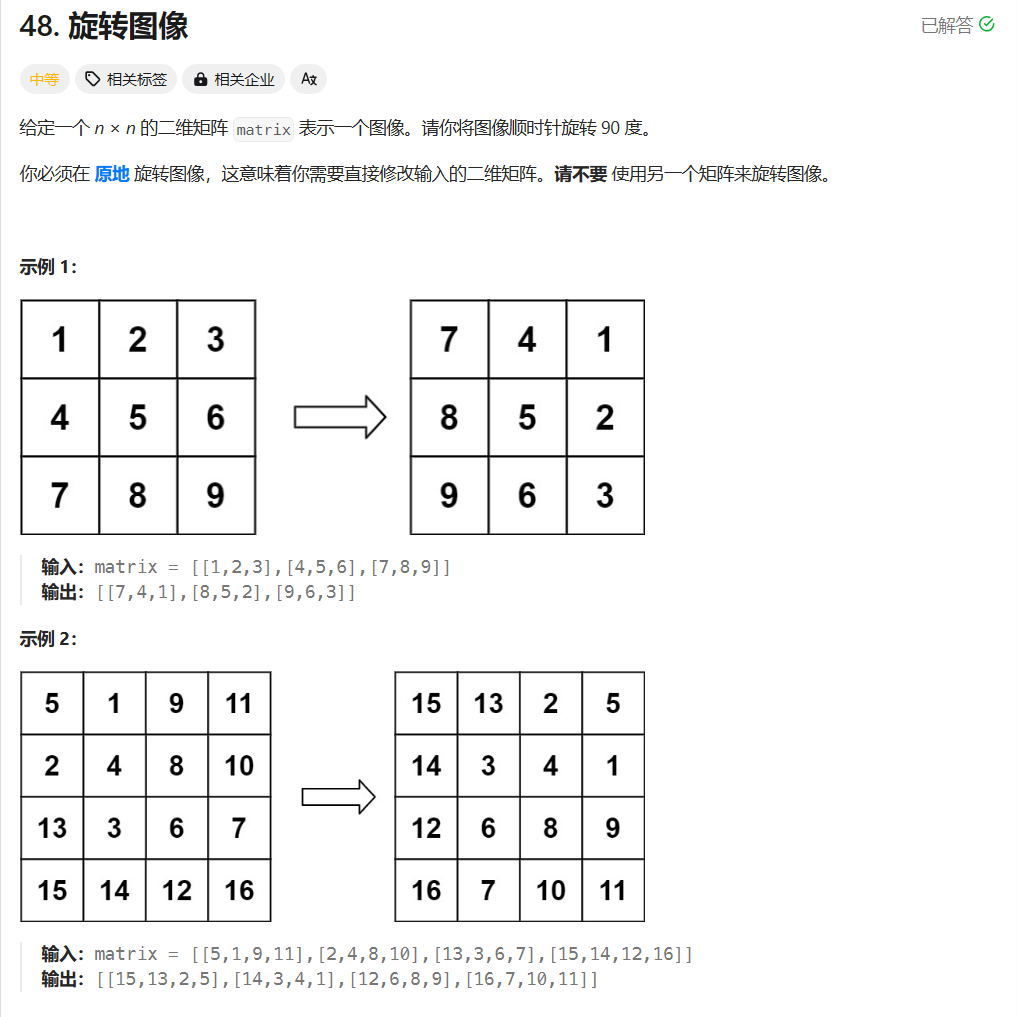 48. 旋转图像
已解答
中等 相关标签 相关企业 Ax
给定一个 n × n 的二维矩阵 matrix 表示一个图像。请你将图像顺时针旋转 90 度。
你必须在 原地 旋转图像，这意味着你需要直接修改输入的二维矩阵。请不要 使用另一个矩阵来旋转图像。
示例 1：
1 2 3 7 4 1
4 5 6 8 5 2
7 8 9 9 6 3
输入：matrix = [[1,2,3],[4,5,6],[7,8,9]]
输出：[[7,4,1],[8,5,2],[9,6,3]]
示例 2：
5 1 9 11 15 13 2 5
2 4 8 10 14 3 4 1
13 3 6 7 12 6 8 9
15 14 12 16 16 7 10 11
输入：matrix = [[5,1,9,11],[2,4,8,10],[13,3,6,7],[15,14,12,16]]
输出：[[15,13,2,5],[14,3,4,1],[12,6,8,9],[16,7,10,11]]